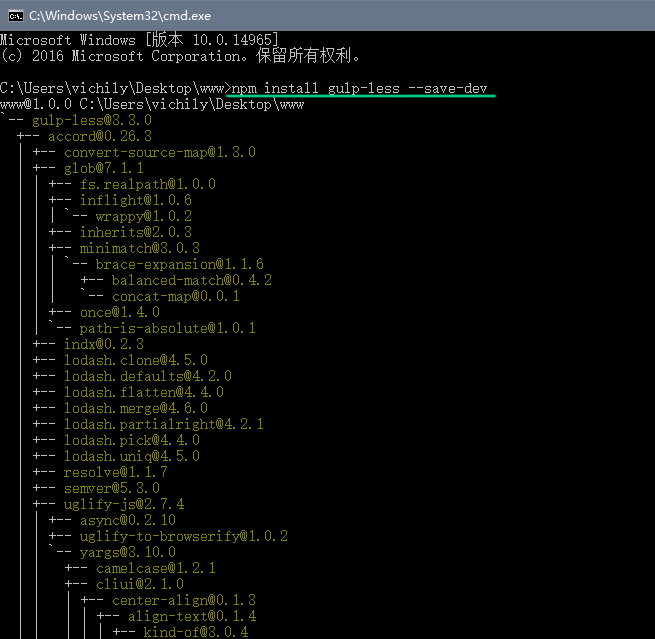 C:\Windows\System32\cmd.exe
Microsoft Windows [版本 10.0.14965]
(c) 2016 Microsoft Corporation。保留所有权利。
C:\Users\vichily\Desktop\www>npm install gulp-less --save-dev
www@1.0.0 C:\Users\vichily\Desktop\www
`-- gulp-less@3.3.0
  +-- accord@0.26.3
  | +-- convert-source-map@1.3.0
  | +-- glob@7.1.1
  | | +-- fs.realpath@1.0.0
  | | +-- inflight@1.0.6
  | | | `-- wrappy@1.0.2
  | | +-- inherits@2.0.3
  | | +-- minimatch@3.0.3
  | | | `-- brace-expansion@1.1.6
  | | |   +-- balanced-match@0.4.2
  | | |   `-- concat-map@0.0.1
  | | +-- once@1.4.0
  | | `-- path-is-absolute@1.0.1
  | +-- indx@0.2.3
  | +-- lodash.clone@4.5.0
  | +-- lodash.defaults@4.2.0
  | +-- lodash.flatten@4.4.0
  | +-- lodash.merge@4.6.0
  | +-- lodash.partialright@4.2.1
  | +-- lodash.pick@4.4.0
  | +-- lodash.uniq@4.5.0
  | +-- resolve@1.1.7
  | +-- semver@5.3.0
  | +-- uglify-js@2.7.4
  | | +-- async@0.2.10
  | | +-- uglify-to-browserify@1.0.2
  | | `-- yargs@3.10.0
  | |   +-- camelcase@1.2.1
  | |   +-- cliui@2.1.0
  | |   | +-- center-align@0.1.3
  | |   | | +-- align-text@0.1.4
  | |   | | | +-- kind-of@3.0.4